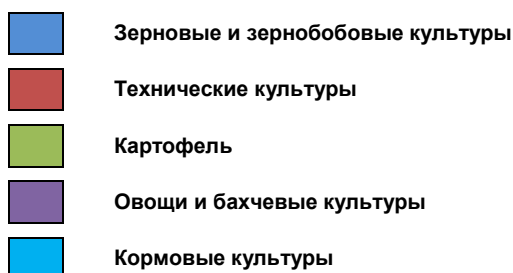 Зерновые и зернобобовые культуры
Технические культуры
Картофель
Овощи и бахчевые культуры
Кормовые культуры